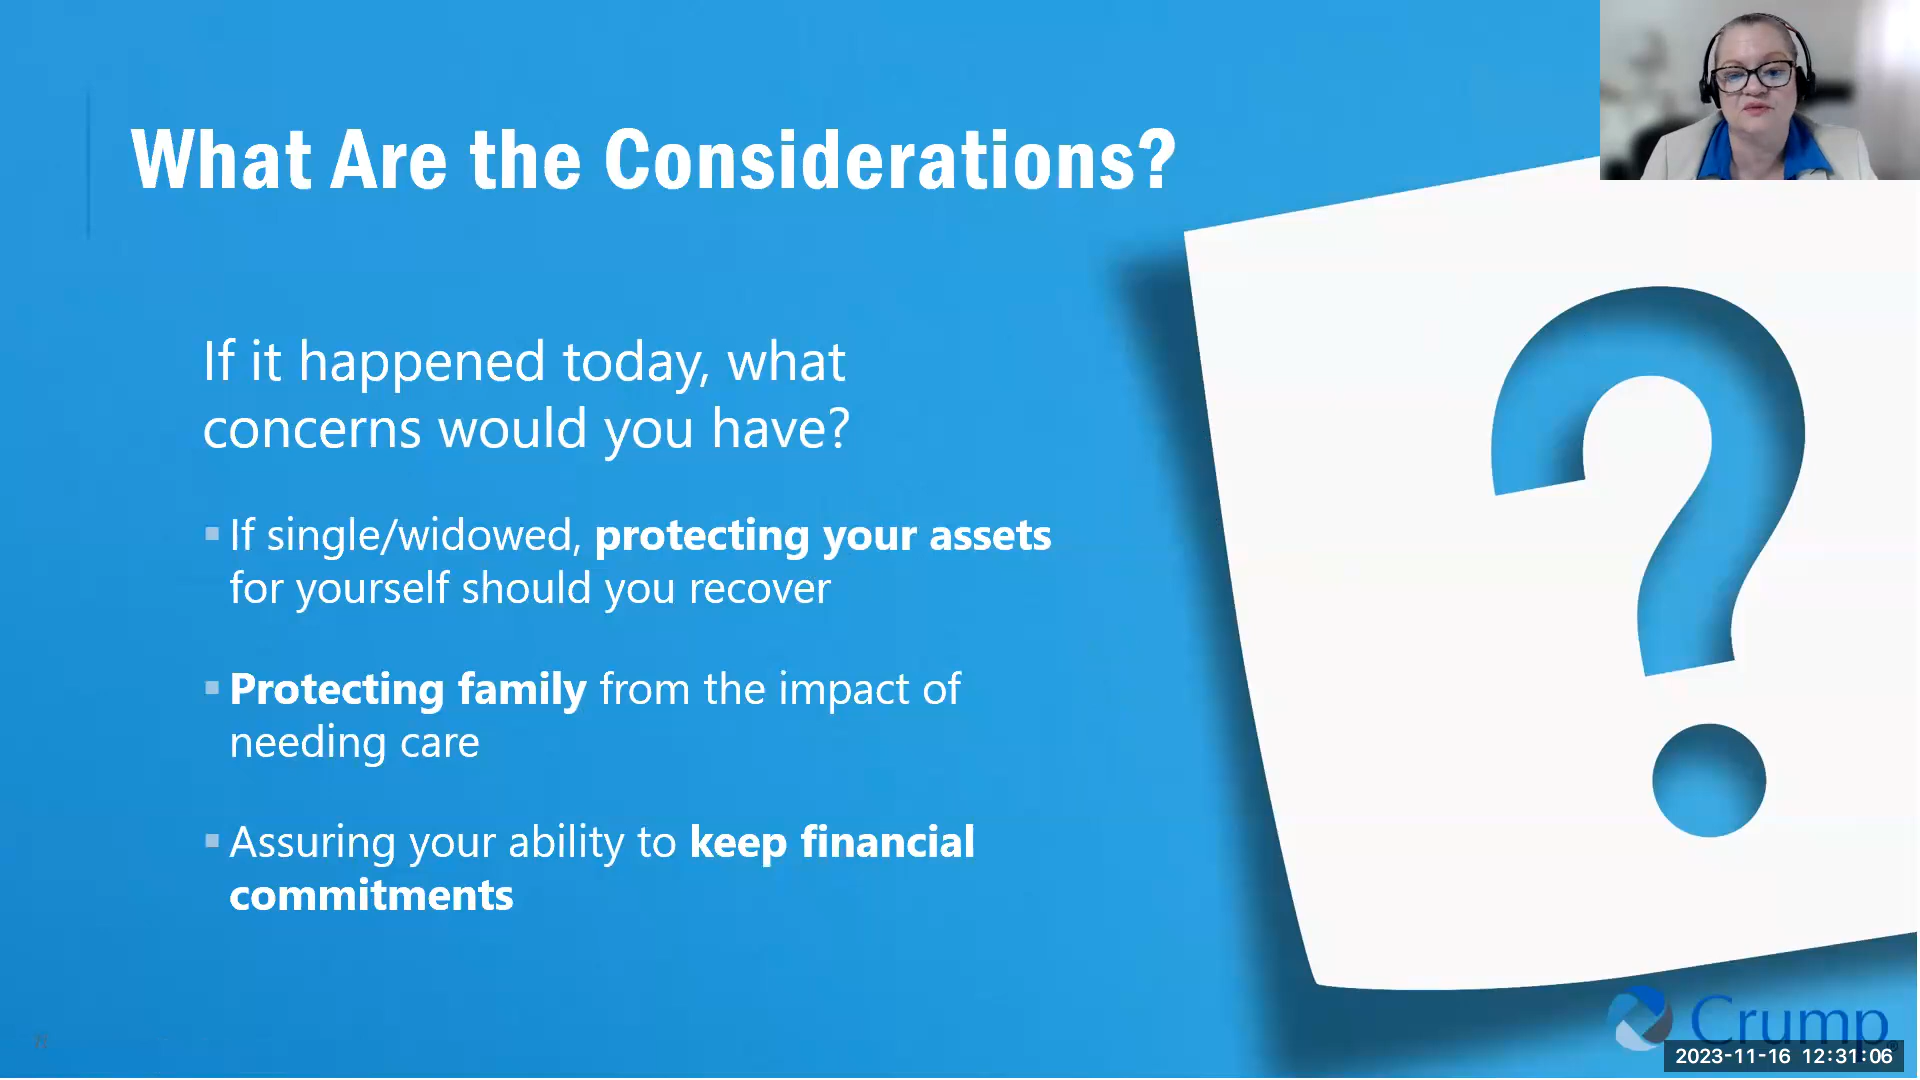 What Are the Considerations?
If it happened today, what
concerns would you have?
▪ If single/widowed, protecting your assets
for yourself should you recover
▪ Protecting family from the impact of
needing care
▪ Assuring your ability to keep financial
commitments
Crump
2023-11-16 12:31:06